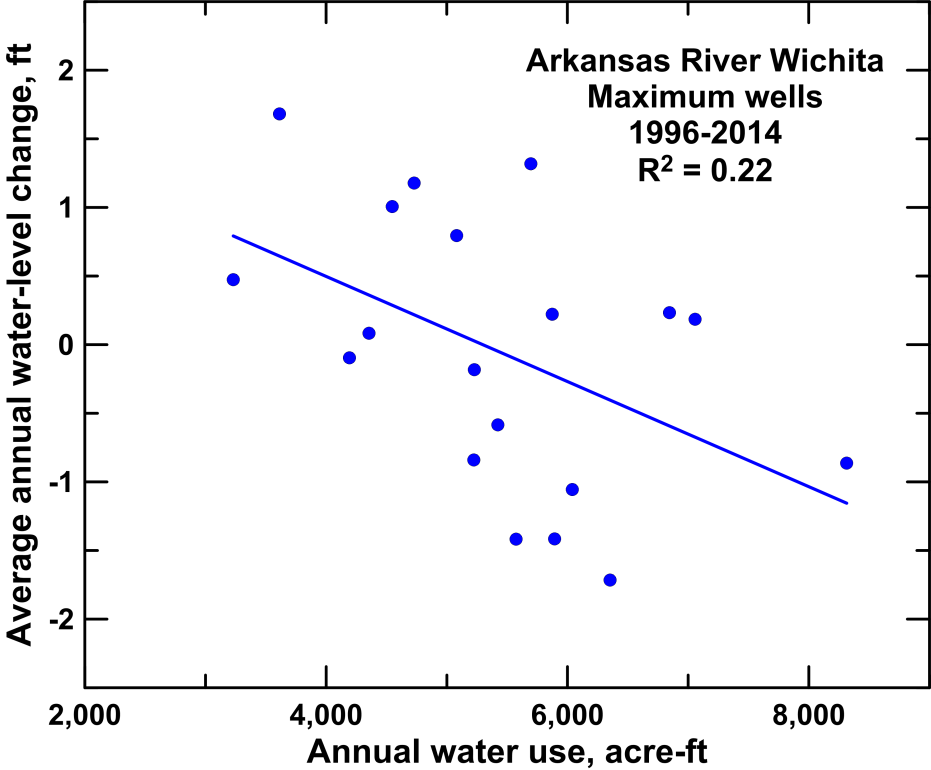 Arkansas River Wichita
Maximum wells
1996-2014
R² = 0.22
Average annual water-level change, ft
2
1
0
-1
-2
2,000
4,000
6,000
8,000
Annual water use, acre-ft